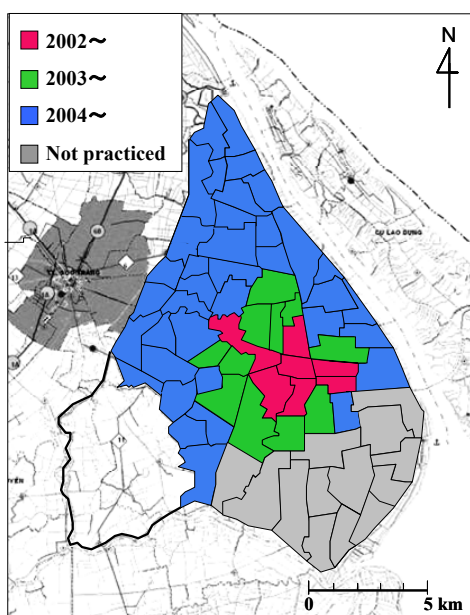 2002～
2003～
2004～
Not practiced
N
CU LAO DUNG
0 5 km